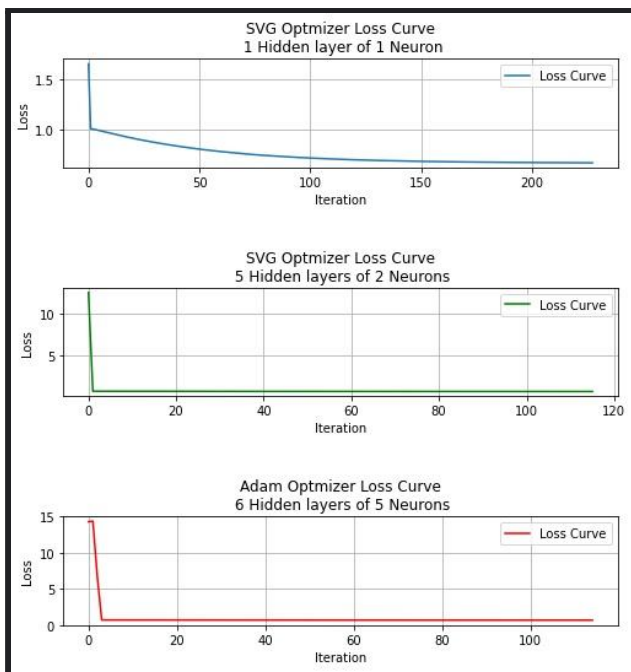 SVG Optmizer Loss Curve
1 Hidden layer of 1 Neuron
Loss Curve
1.5
1.0
Loss
0 50 100 150 200
Iteration
SVG Optmizer Loss Curve
5 Hidden layers of 2 Neurons
Loss Curve
10
5
Loss
0 20 40 60 80 100 120
Iteration
Adam Optmizer Loss Curve
6 Hidden layers of 5 Neurons
15
Loss Curve
10
5
0
Loss
0 20 40 60 80 100
Iteration